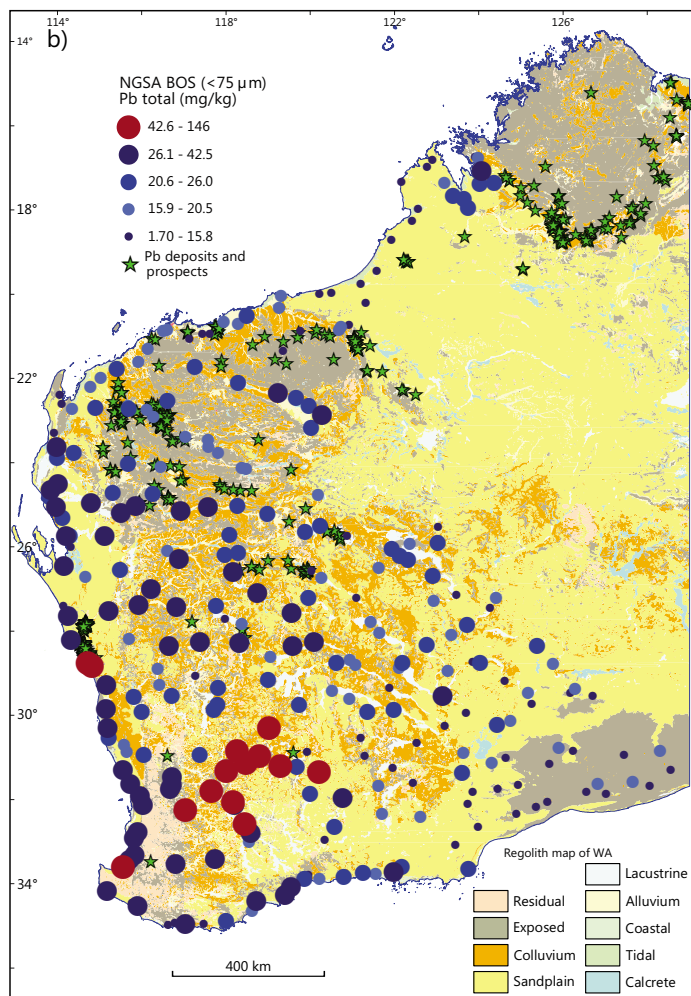 114° 118° 122° 126°
14°
b)
NGSA BOS (<75 µm)
Pb total (mg/kg)
42.6 - 146
26.1 - 42.5
20.6 - 26.0
15.9 - 20.5
1.70 - 15.8
Pb deposits and
prospects
18°
22°
26°
30°
34°
400 km
Regolith map of WA
Lacustrine
Residual Alluvium
Exposed Coastal
Colluvium Tidal
Sandplain Calcrete